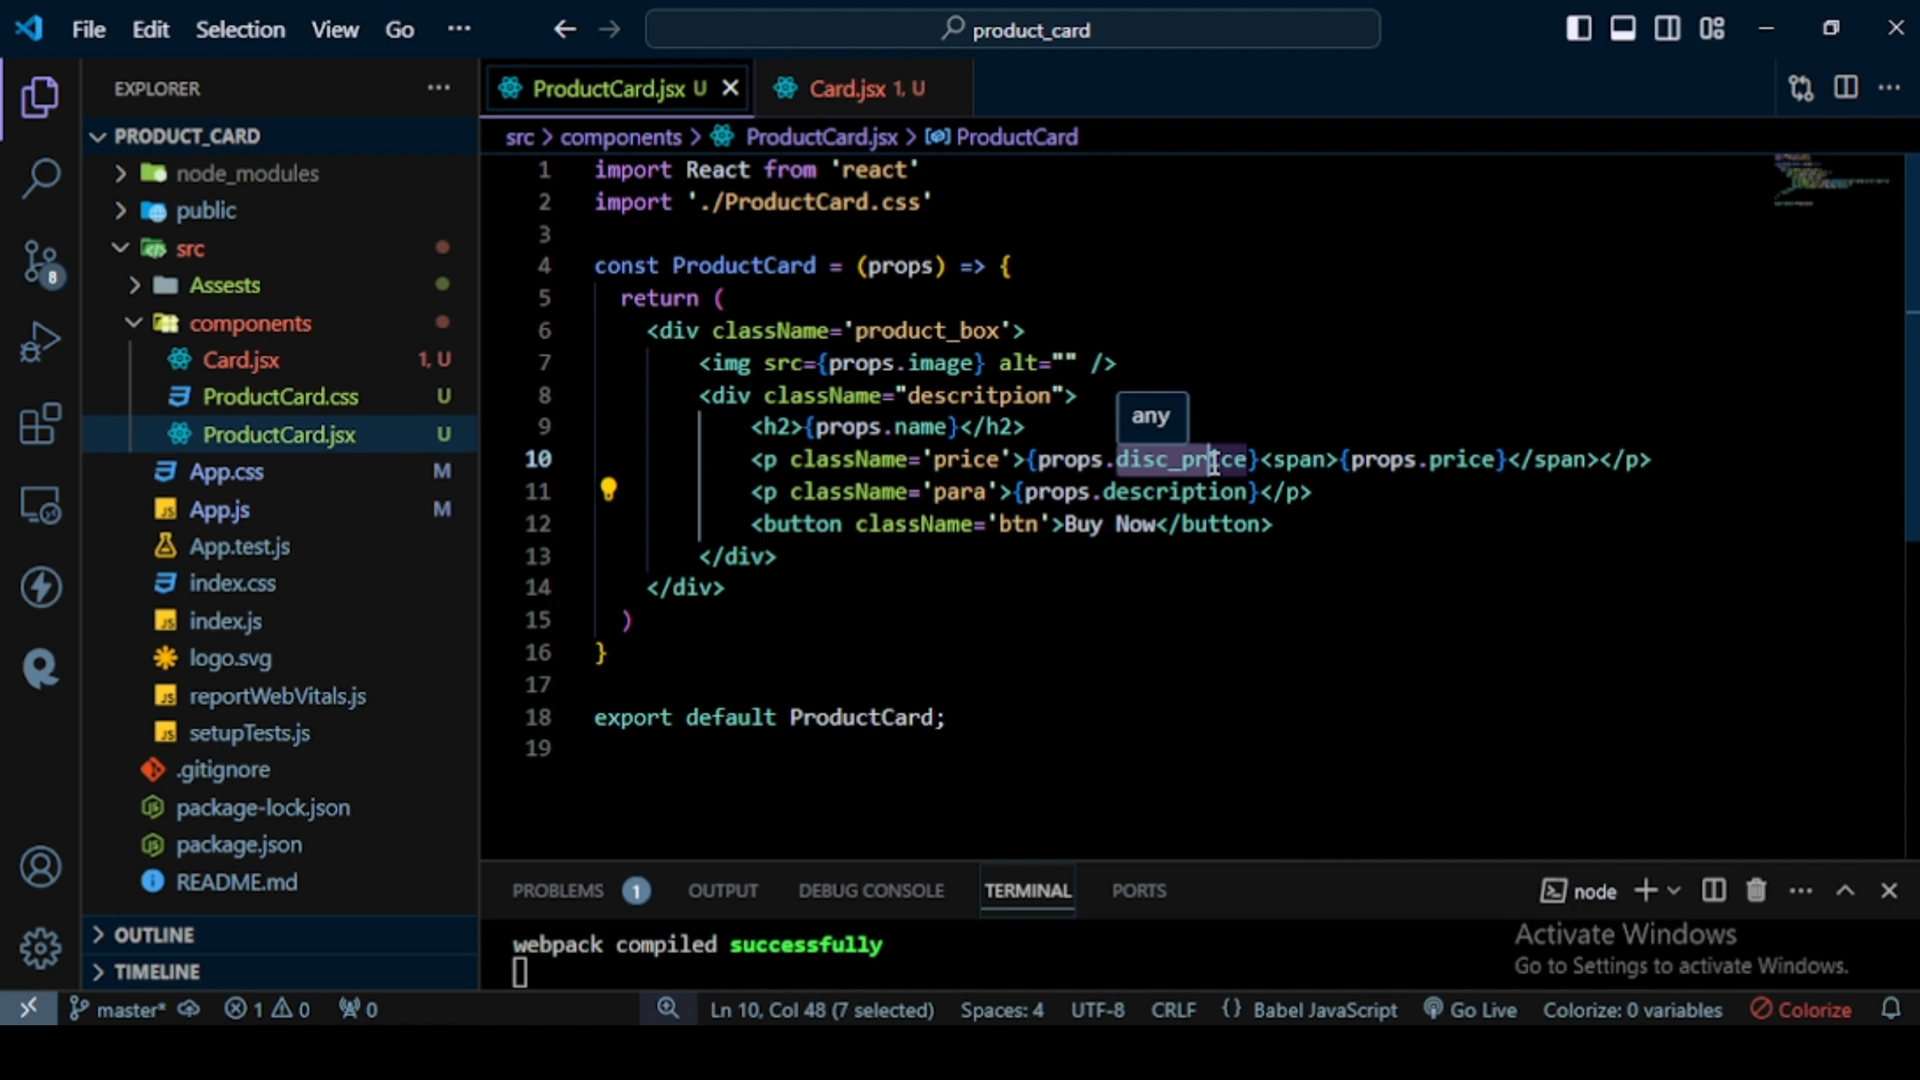 File Edit Selection View Go ··· product_card
EXPLORER ···
PRODUCT_CARD
node_modules
public
src
Assests
components
Card.jsx 1, U
ProductCard.css U
ProductCard.jsx U
App.css M
App.js M
App.test.js
index.css
index.js
logo.svg
reportWebVitals.js
setupTests.js
.gitignore
package-lock.json
package.json
README.md
OUTLINE
TIMELINE
8
ProductCard.jsx U Card.jsx 1, U
src > components > ProductCard.jsx > ProductCard
1 import React from 'react'
2 import './ProductCard.css'
3
4 const ProductCard = (props) => {
5 return (
6 <div className='product_box'>
7 <img src={props.image} alt="" />
8 <div className="descritpion">
any
9 <h2>{props.name}</h2>
10 <p className='price'>{props.disc_price}<span>{props.price}</span></p>
11 <p className='para'>{props.description}</p>
12 <button className='btn'>Buy Now</button>
13 </div>
14 </div>
15 )
16 }
17
18 export default ProductCard;
19
PROBLEMS 1 OUTPUT DEBUG CONSOLE TERMINAL PORTS node
webpack compiled successfully
Activate Windows
Go to Settings to activate Windows.
master* 1 0 0 Ln 10, Col 48 (7 selected) Spaces: 4 UTF-8 CRLF {} Babel JavaScript Go Live Colorize: 0 variables Colorize